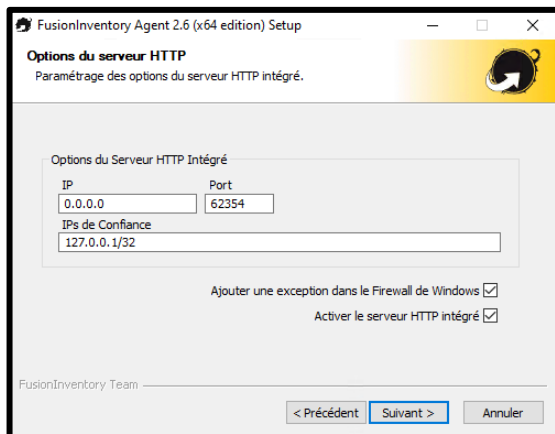 FusionInventory Agent 2.6 (x64 edition) Setup
Options du serveur HTTP
Paramétrage des options du serveur HTTP intégré.
Options du Serveur HTTP Intégré
IP Port
0.0.0.0 62354
IPs de Confiance
127.0.0.1/32
Ajouter une exception dans le Firewall de Windows
Activer le serveur HTTP intégré
FusionInventory Team
< Précédent Suivant > Annuler